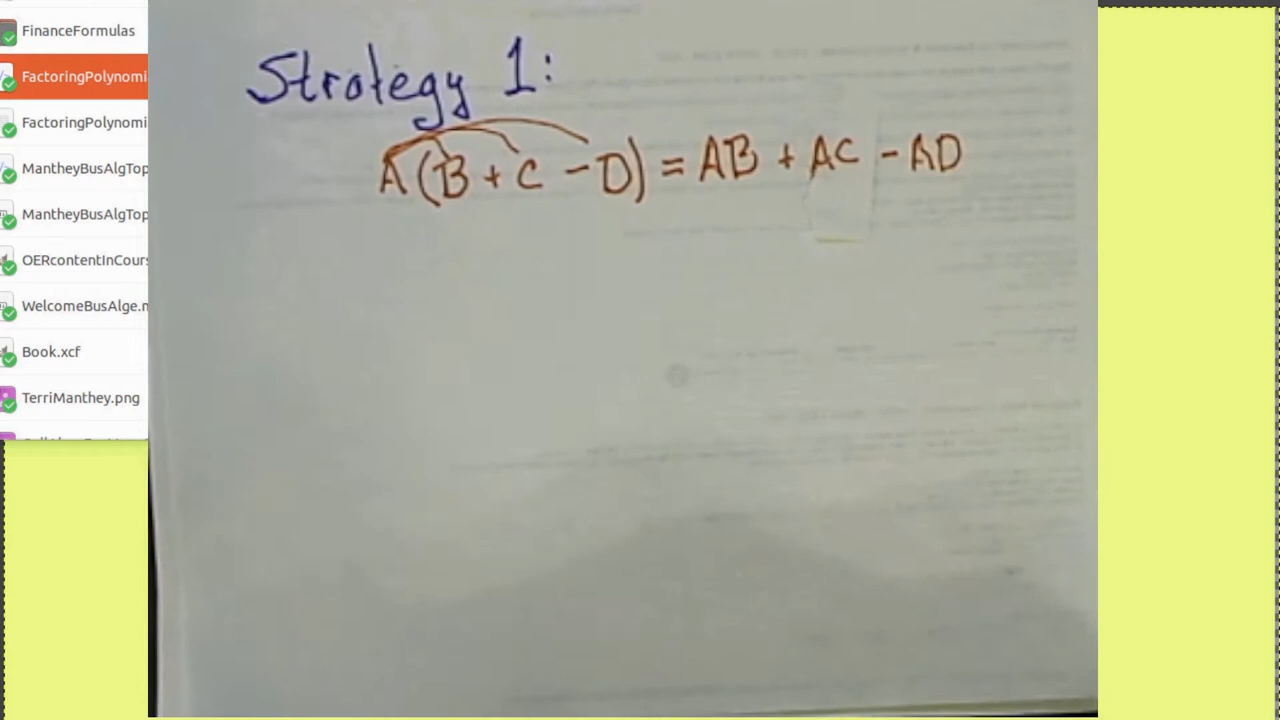 FinanceFormulas
FactoringPolynomi
FactoringPolynomi
MantheyBusAlgTop
MantheyBusAlgTop
OERcontentInCours
WelcomeBusAlge.m
Book.xcf
TerriManthey.png
Strategy 1:
A(B + C - D) = AB + AC - AD